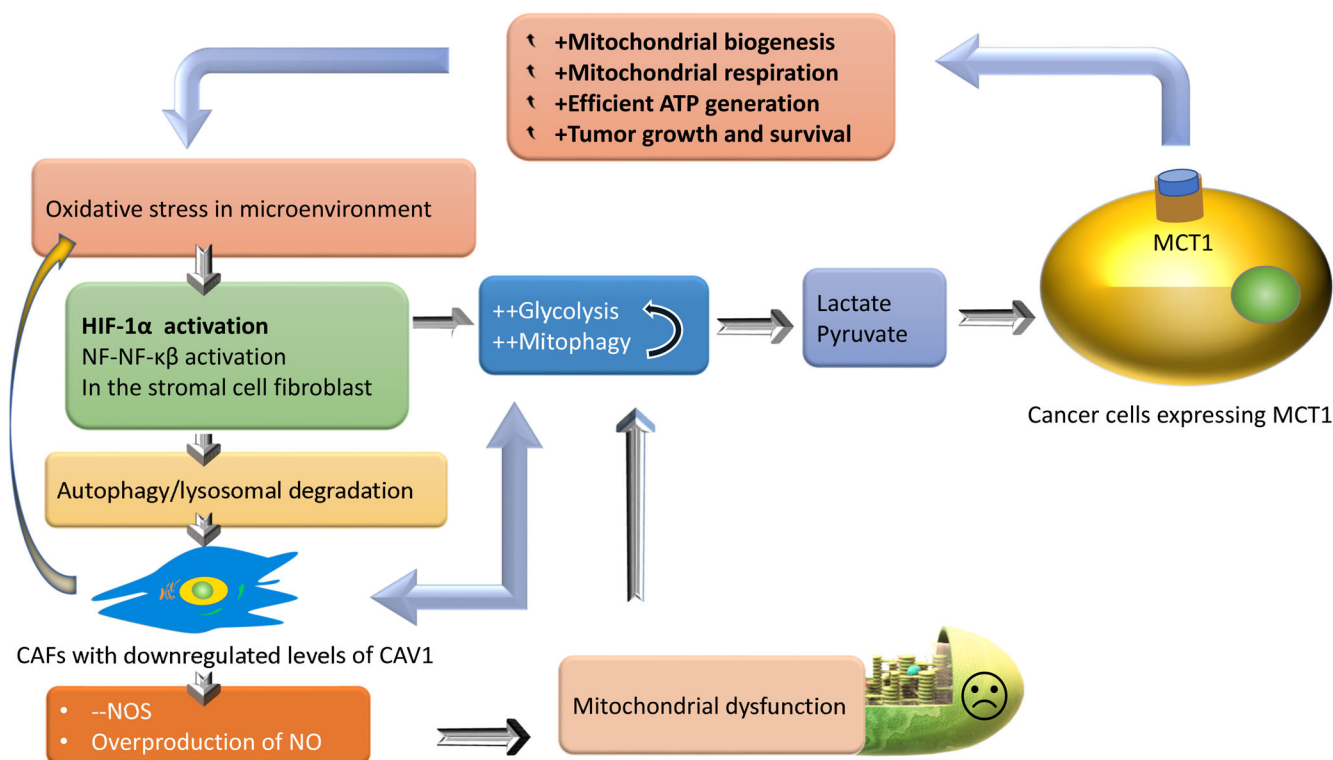 +Mitochondrial biogenesis
+Mitochondrial respiration
+Efficient ATP generation
+Tumor growth and survival
Oxidative stress in microenvironment
HIF-1α activation
NF-NF-κβ activation
In the stromal cell fibroblast
++Glycolysis
++Mitophagy
Lactate
Pyruvate
MCT1
Cancer cells expressing MCT1
Autophagy/lysosomal degradation
CAFs with downregulated levels of CAV1
• --NOS
• Overproduction of NO
Mitochondrial dysfunction